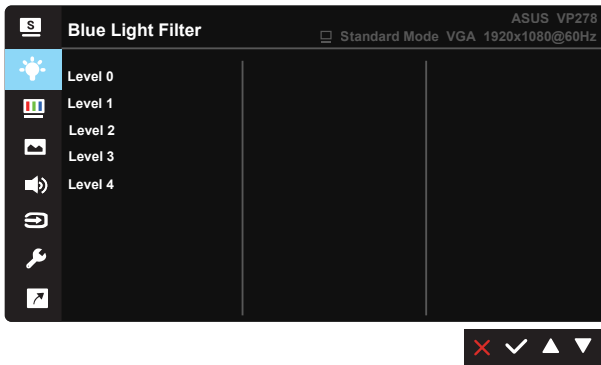 S
Blue Light Filter
ASUS VP278
Standard Mode VGA 1920x1080@60Hz
Level 0
Level 1
Level 2
Level 3
Level 4